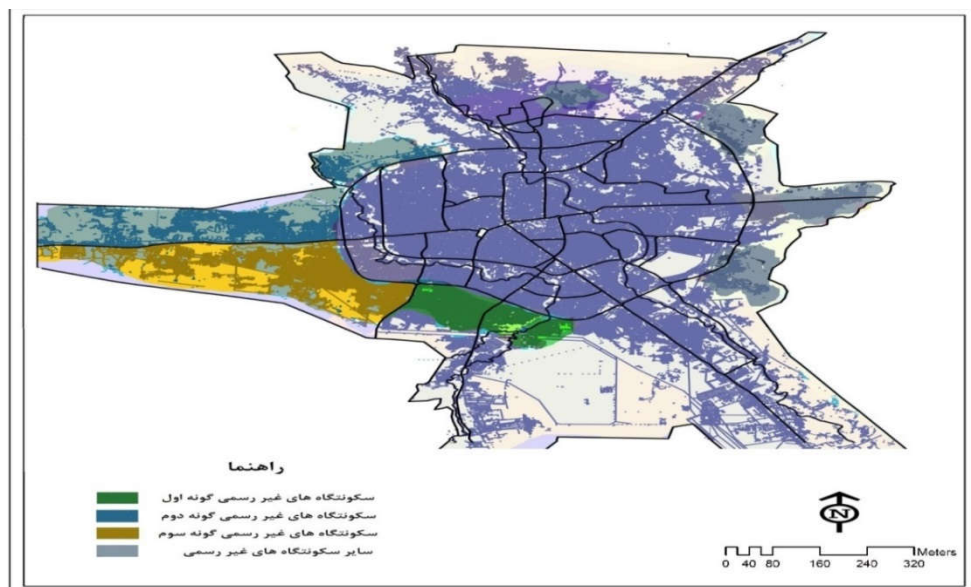 راهنما
سکونتگاه های غیر رسمی گونه اول
سکونتگاه های غیر رسمی گونه دوم
سکونتگاه های غیر رسمی گونه سوم
سایر سکونتگاه های غیر رسمی
N
Meters
0 40 80 160 240 320